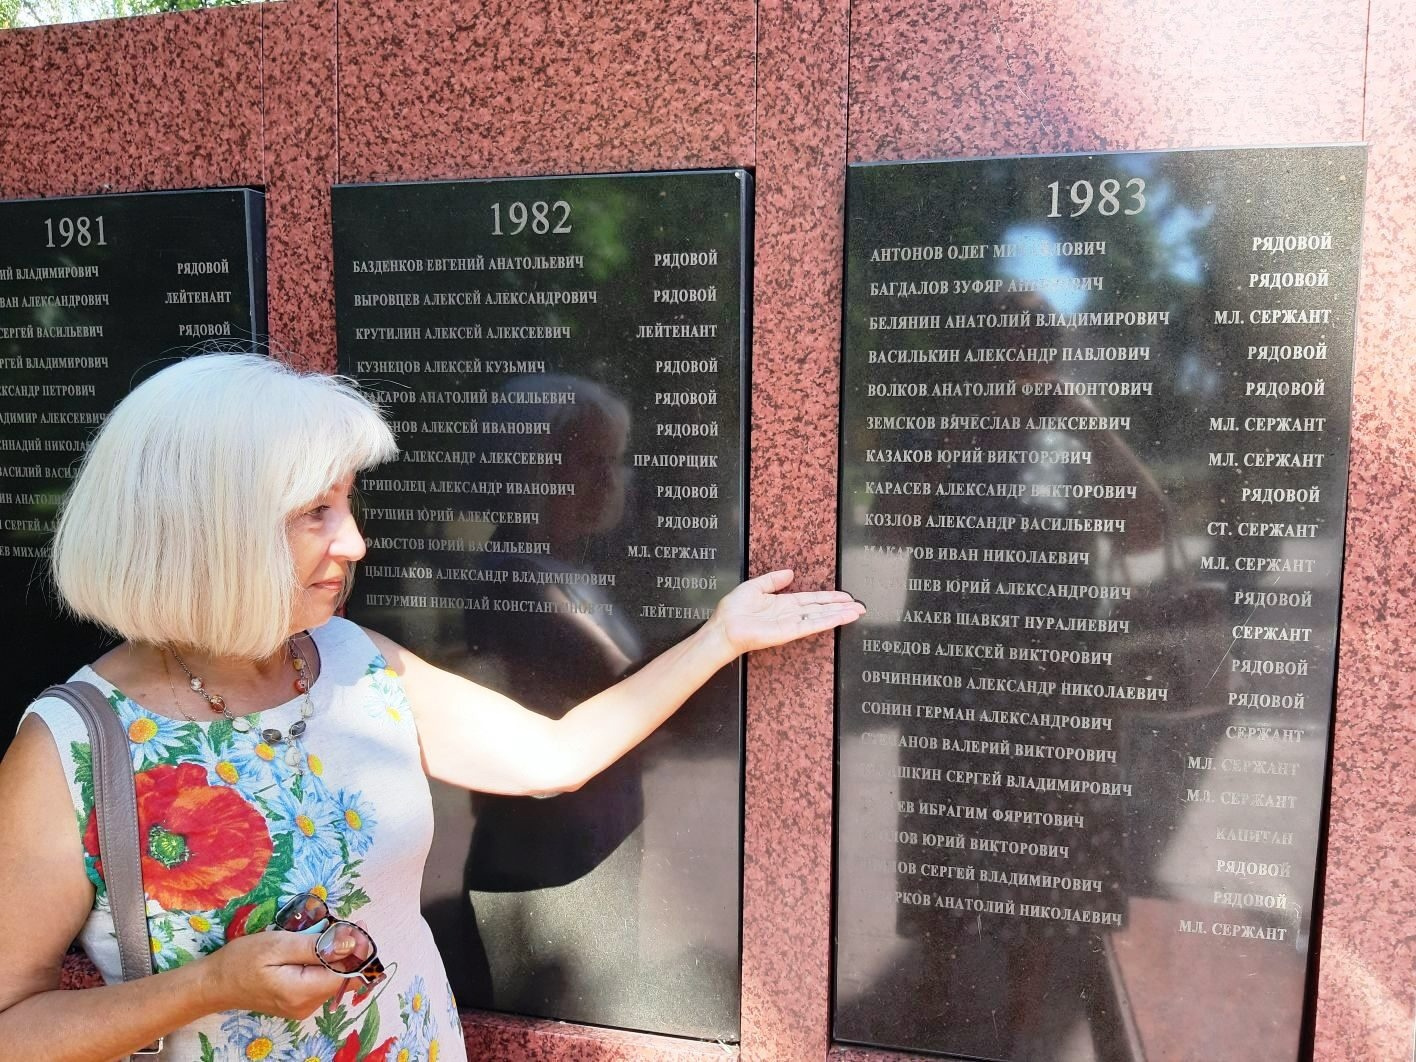 1981
ВЛАДИМИРОВИЧ РЯДОВОЙ
АЛЕКСАНДРОВИЧ ЛЕЙТЕНАНТ
СЕРГЕЙ ВАСИЛЬЕВИЧ РЯДОВОЙ
ВЛАДИМИРОВИЧ
ПЕТРОВИЧ
АЛЕКСЕЕВИЧ
1982
БАЗДЕНКОВ ЕВГЕНИЙ АНАТОЛЬЕВИЧ РЯДОВОЙ
ВЫРОВЦЕВ АЛЕКСЕЙ АЛЕКСАНДРОВИЧ РЯДОВОЙ
КРУТИЛИН АЛЕКСЕЙ АЛЕКСЕЕВИЧ ЛЕЙТЕНАНТ
КУЗНЕЦОВ АЛЕКСЕЙ КУЗЬМИЧ РЯДОВОЙ
МАКАРОВ АНАТОЛИЙ ВАСИЛЬЕВИЧ РЯДОВОЙ
АЛЕКСЕЙ ИВАНОВИЧ РЯДОВОЙ
АЛЕКСАНДР АЛЕКСЕЕВИЧ ПРАПОРЩИК
ТРИПОЛЕЦ АЛЕКСАНДР ИВАНОВИЧ РЯДОВОЙ
ТРУШИН ЮРИЙ АЛЕКСЕЕВИЧ РЯДОВОЙ
ФАЮСТОВ ЮРИЙ ВАСИЛЬЕВИЧ МЛ. СЕРЖАНТ
ЦЫПЛАКОВ АЛЕКСАНДР ВЛАДИМИРОВИЧ РЯДОВОЙ
ШТУРМИН НИКОЛАЙ КОНСТАНТИНОВИЧ ЛЕЙТЕНАНТ
1983
АНТОНОВ ОЛЕГ МИХАЙЛОВИЧ РЯДОВОЙ
БАГДАЛОВ ЗУФЯР РЯДОВОЙ
БЕЛЯНИН АНАТОЛИЙ ВЛАДИМИРОВИЧ МЛ. СЕРЖАНТ
ВАСИЛЬКИН АЛЕКСАНДР ПАВЛОВИЧ РЯДОВОЙ
ВОЛКОВ АНАТОЛИЙ ФЕРАПОНТОВИЧ РЯДОВОЙ
ЗЕМСКОВ ВЯЧЕСЛАВ АЛЕКСЕЕВИЧ МЛ. СЕРЖАНТ
КАЗАКОВ ЮРИЙ ВИКТОРОВИЧ МЛ. СЕРЖАНТ
КАРАСЕВ АЛЕКСАНДР ВИКТОРОВИЧ РЯДОВОЙ
КОЗЛОВ АЛЕКСАНДР ВАСИЛЬЕВИЧ СТ. СЕРЖАНТ
МАКАРОВ ИВАН НИКОЛАЕВИЧ МЛ. СЕРЖАНТ
ЮРИЙ АЛЕКСАНДРОВИЧ РЯДОВОЙ
ШАВКЯТ НУРАЛИЕВИЧ СЕРЖАНТ
НЕФЕДОВ АЛЕКСЕЙ ВИКТОРОВИЧ РЯДОВОЙ
ОВЧИННИКОВ АЛЕКСАНДР НИКОЛАЕВИЧ РЯДОВОЙ
СОНИН ГЕРМАН АЛЕКСАНДРОВИЧ СЕРЖАНТ
СТЕПАНОВ ВАЛЕРИЙ ВИКТОРОВИЧ МЛ. СЕРЖАНТ
СЕРГЕЙ ВЛАДИМИРОВИЧ МЛ. СЕРЖАНТ
ИБРАГИМ ФЯРИТОВИЧ КАПИТАН
ЮРИЙ ВИКТОРОВИЧ РЯДОВОЙ
СЕРГЕЙ ВЛАДИМИРОВИЧ РЯДОВОЙ
АНАТОЛИЙ НИКОЛАЕВИЧ МЛ. СЕРЖАНТ